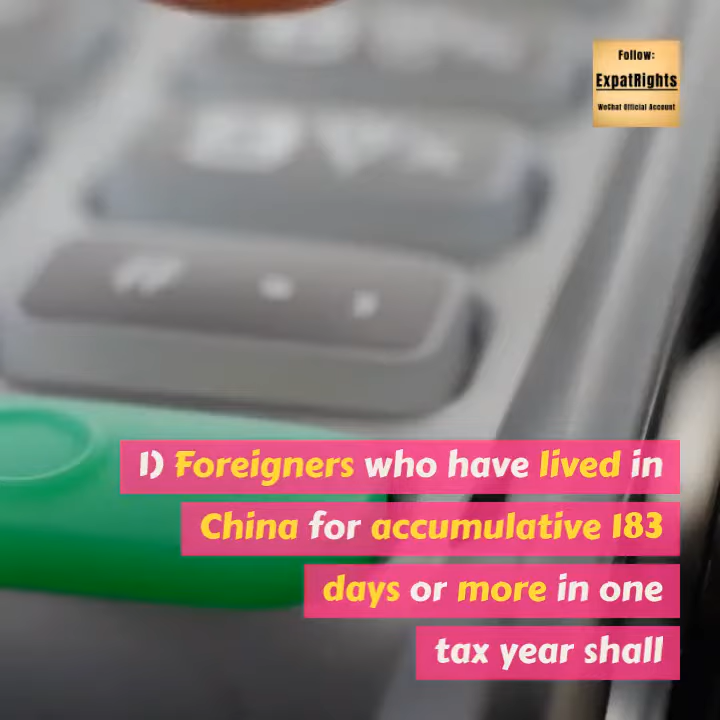 Follow:
ExpatRights
WeChat Official Account
1) Foreigners who have lived in
China for accumulative 183
days or more in one
tax year shall